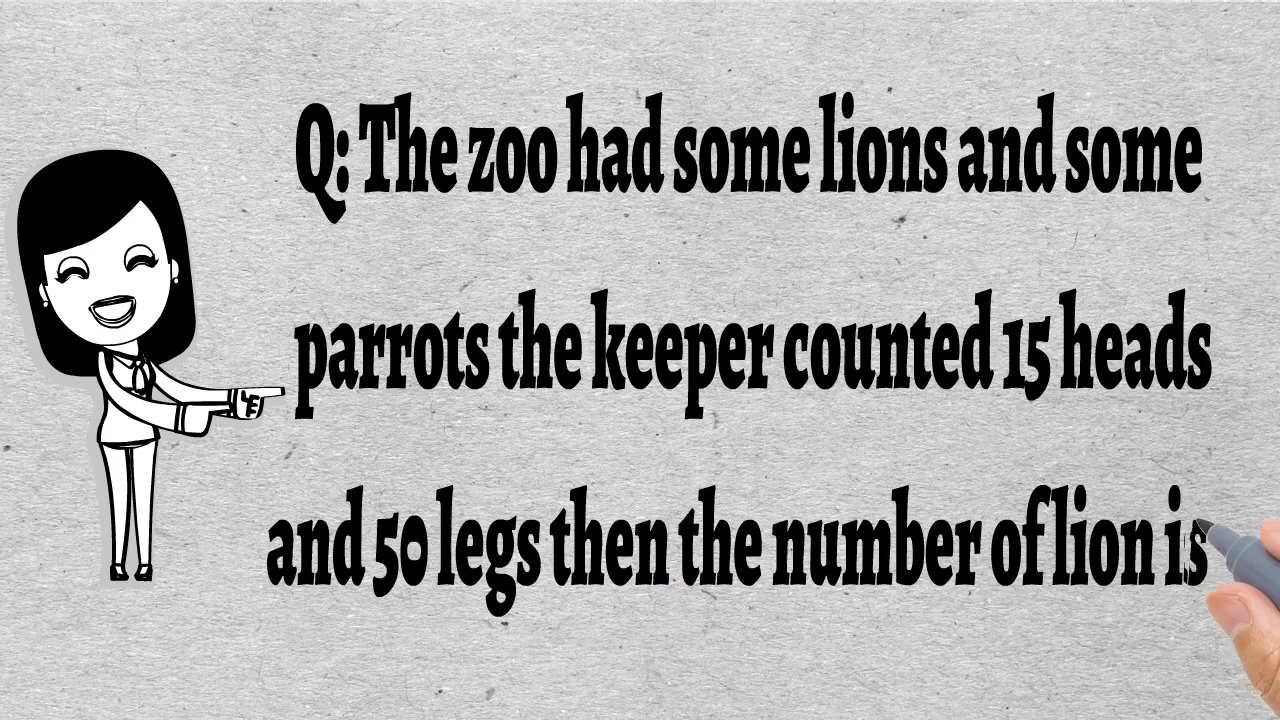 Q: The zoo had some lions and some
parrots the keeper counted 15 heads
and 50 legs then the number of lion is